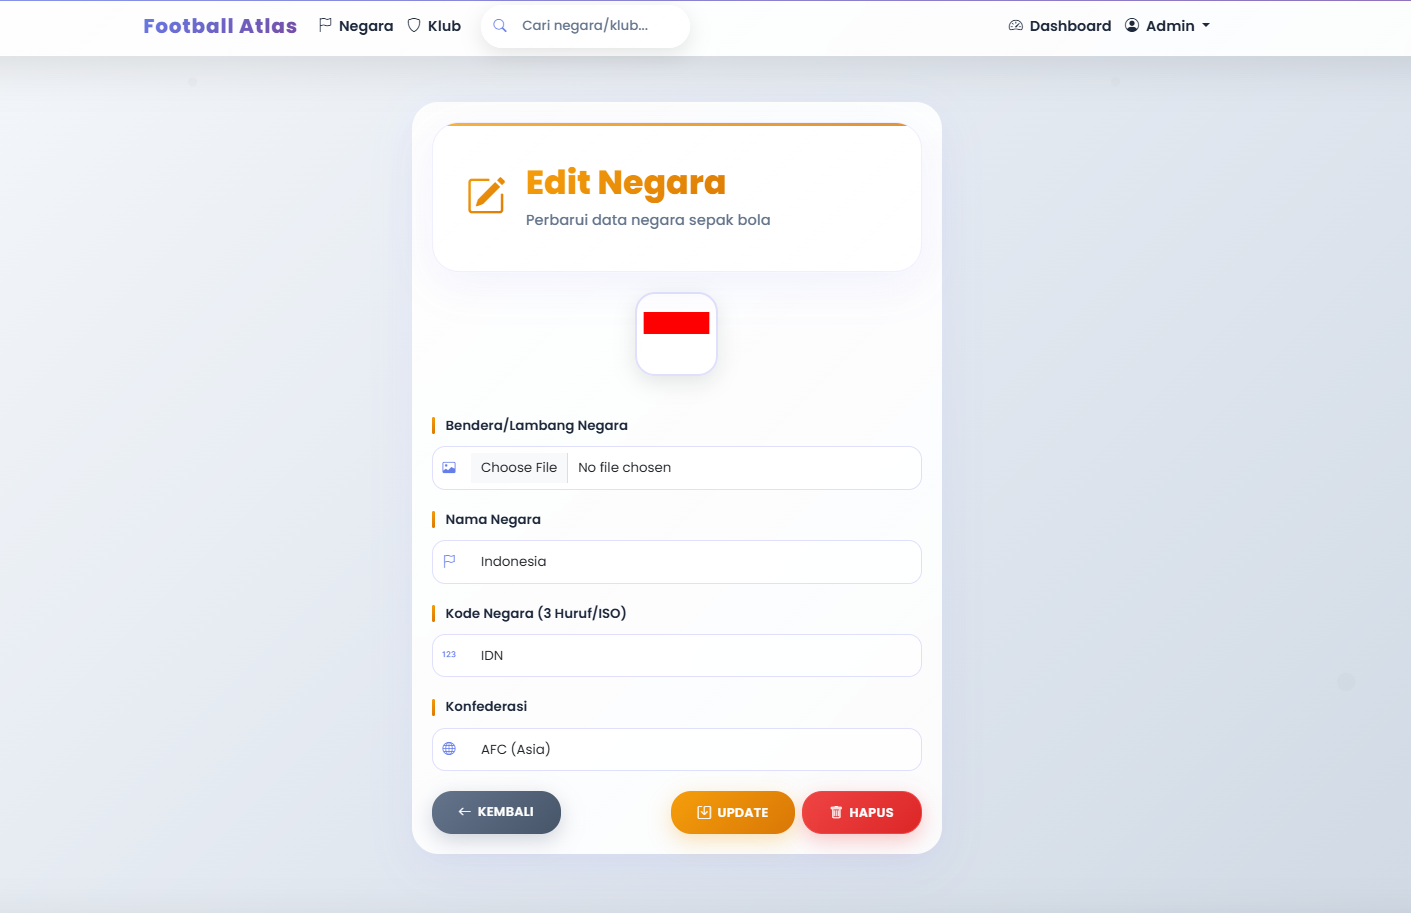 Football Atlas
Negara
Klub
Cari negara/klub...
Dashboard
Admin
Edit Negara
Perbarui data negara sepak bola
Bendera/Lambang Negara
Choose File
No file chosen
Nama Negara
Indonesia
Kode Negara (3 Huruf/ISO)
123
IDN
Konfederasi
AFC (Asia)
KEMBALI
UPDATE
HAPUS